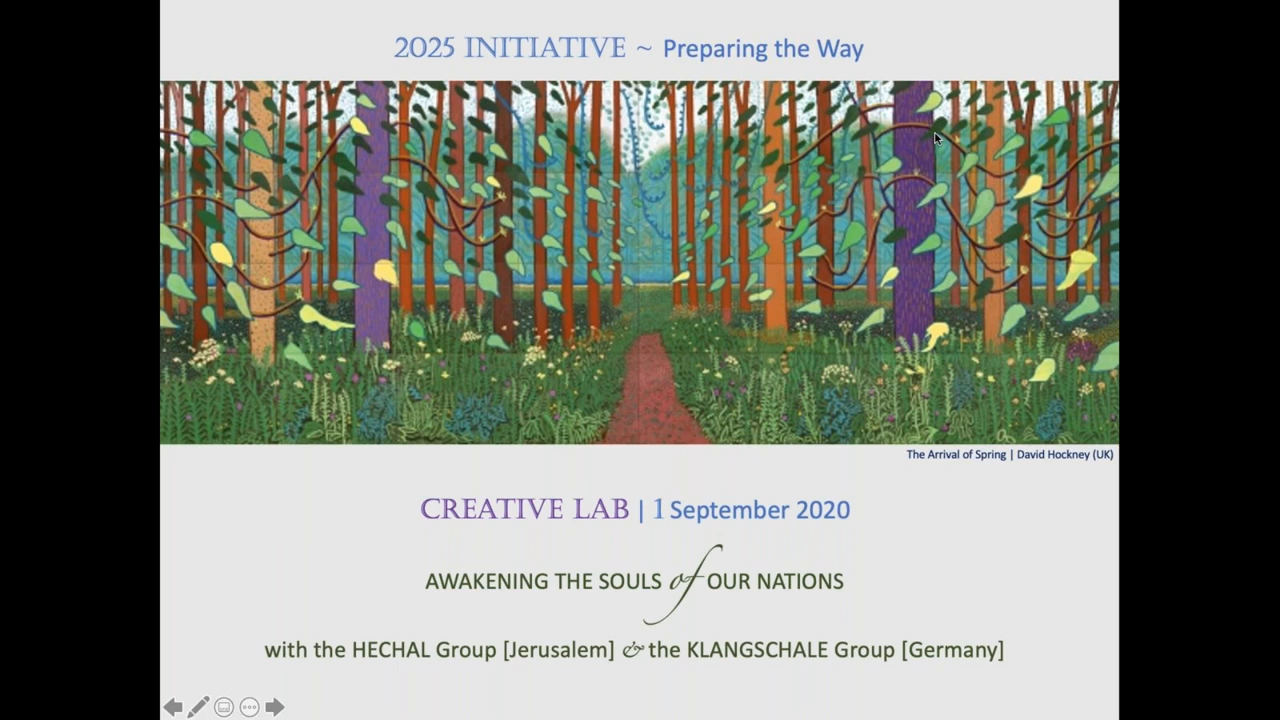 2025 INITIATIVE ~ Preparing the Way
The Arrival of Spring | David Hockney (UK)
CREATIVE LAB | 1 September 2020
AWAKENING THE SOULS of OUR NATIONS
with the HECHAL Group [Jerusalem] & the KLANGSCHALE Group [Germany]